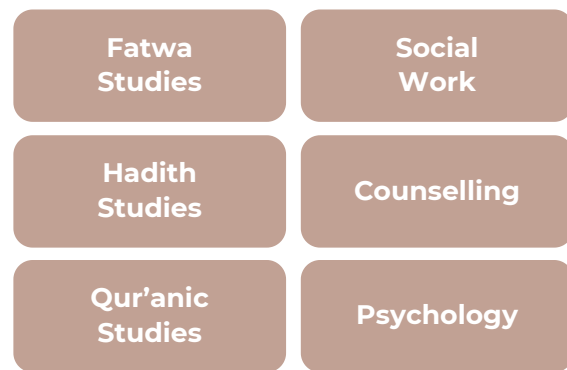 Fatwa
Studies
Social
Work
Hadith
Studies
Counselling
Qur’anic
Studies
Psychology